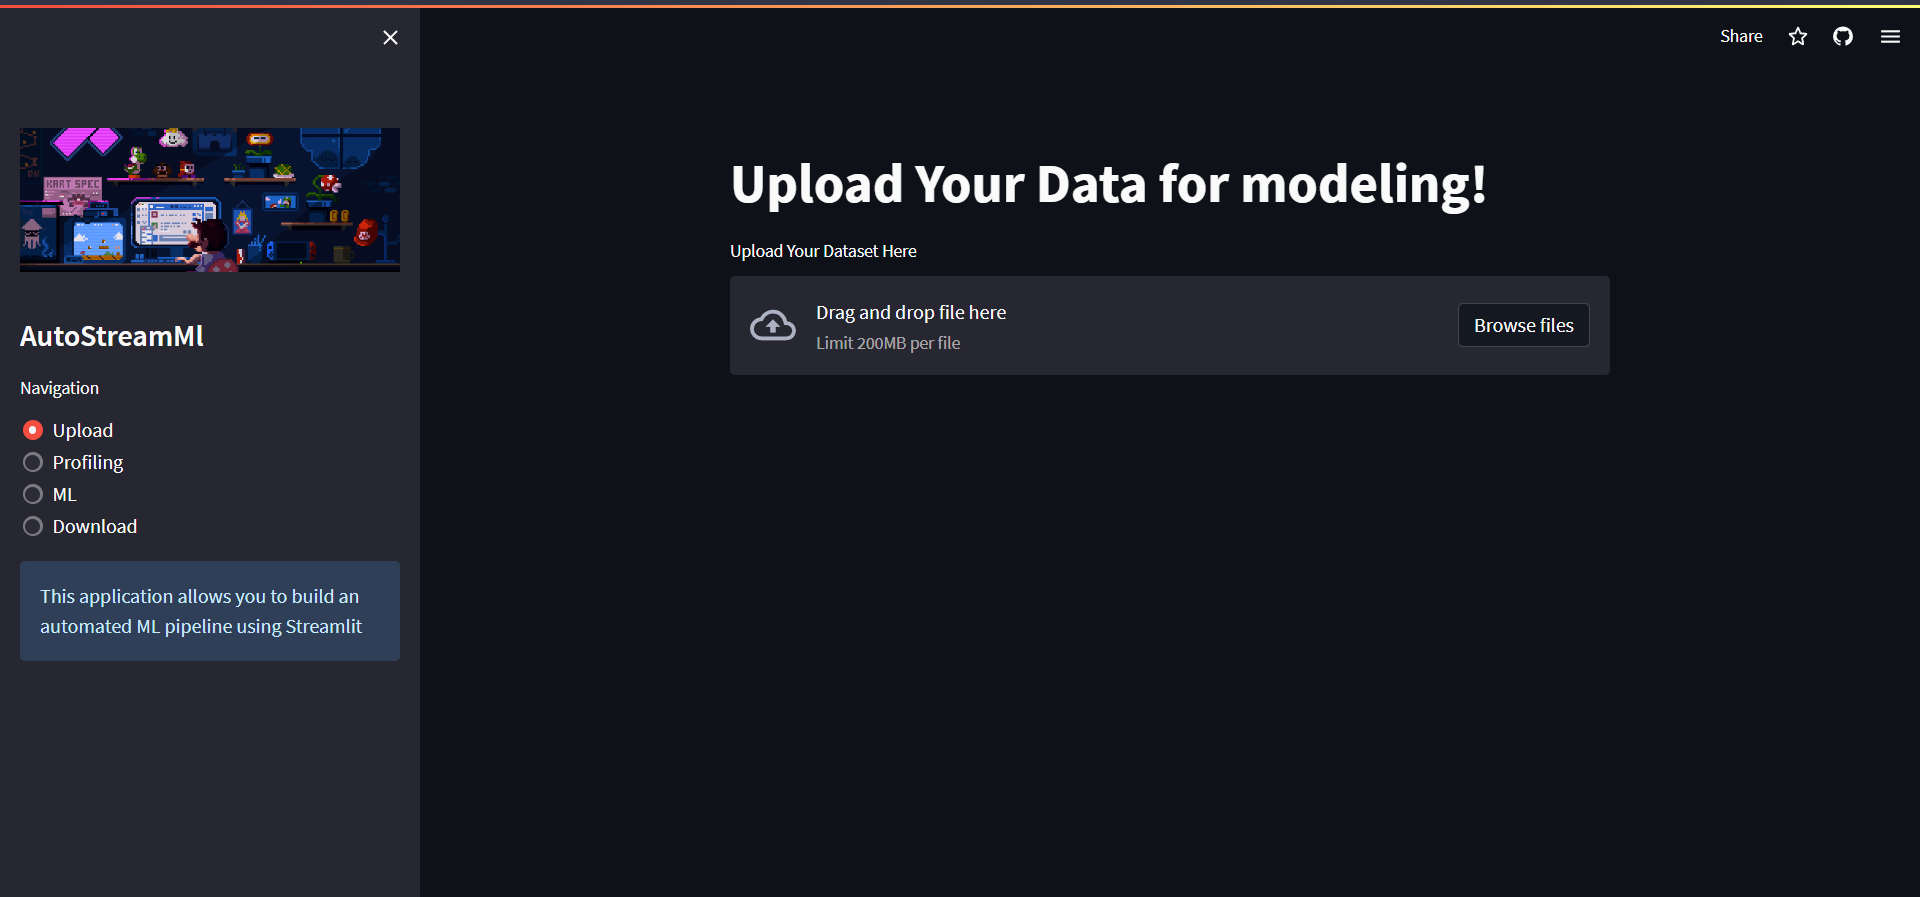 Share
KART SPEC
AutoStreamMl
Navigation
Upload
Profiling
ML
Download
This application allows you to build an
automated ML pipeline using Streamlit
Upload Your Data for modeling!
Upload Your Dataset Here
Drag and drop file here
Limit 200MB per file
Browse files